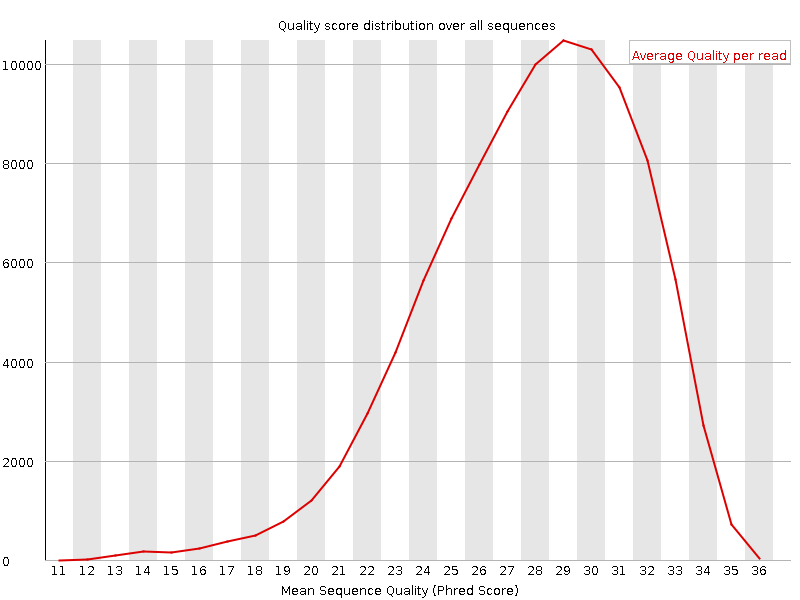 Quality score distribution over all sequences
Average Quality per read
10000
8000
6000
4000
2000
0
11 12 13 14 15 16 17 18 19 20 21 22 23 24 25 26 27 28 29 30 31 32 33 34 35 36
Mean Sequence Quality (Phred Score)